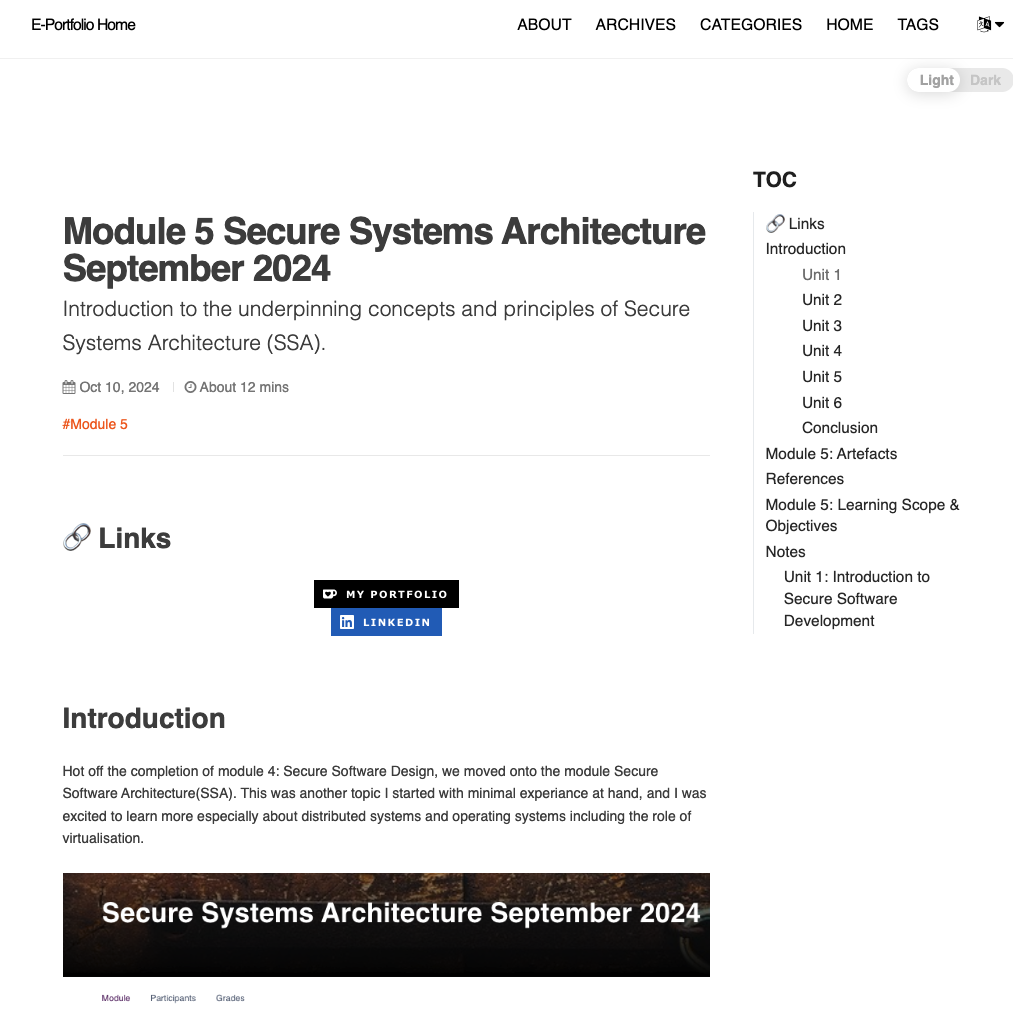 E-Portfolio Home
ABOUT ARCHIVES CATEGORIES HOME TAGS
Light Dark
TOC
🔗 Links
Introduction
Unit 1
Unit 2
Unit 3
Unit 4
Unit 5
Unit 6
Conclusion
Module 5: Artefacts
References
Module 5: Learning Scope &
Objectives
Notes
Unit 1: Introduction to
Secure Software
Development
Module 5 Secure Systems Architecture
September 2024
Introduction to the underpinning concepts and principles of Secure
Systems Architecture (SSA).
Oct 10, 2024 About 12 mins
#Module 5
🔗 Links
MY PORTFOLIO
LINKEDIN
Introduction
Hot off the completion of module 4: Secure Software Design, we moved onto the module Secure
Software Architecture(SSA). This was another topic I started with minimal experiance at hand, and I was
excited to learn more especially about distributed systems and operating systems including the role of
virtualisation.
Secure Systems Architecture September 2024
Module Participants Grades